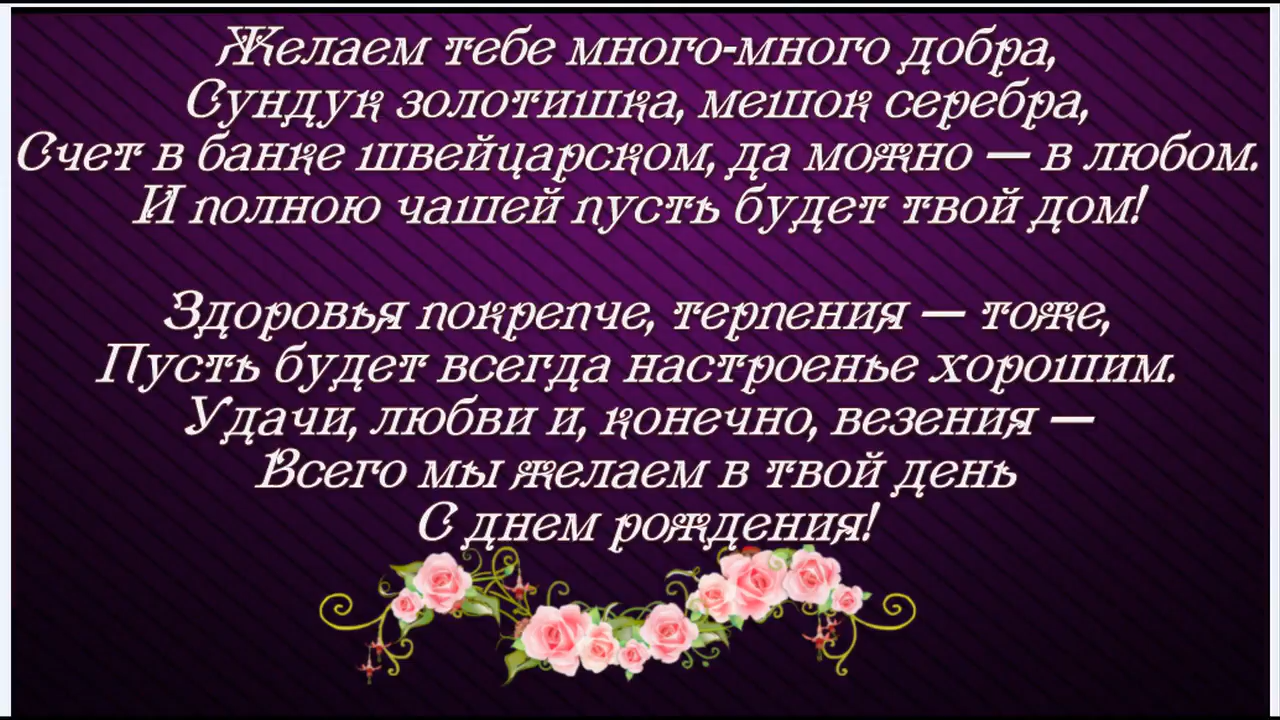 Желаем тебе много-много добра,
Сундук золотишка, мешок серебра,
Счет в банке швейцарском, да можно — в любом.
И полною чашей пусть будет твой дом!
Здоровья покрепче, терпения — тоже,
Пусть будет всегда настроенье хорошим.
Удачи, любви и, конечно, везения —
Всего мы желаем в твой день
С днем рождения!